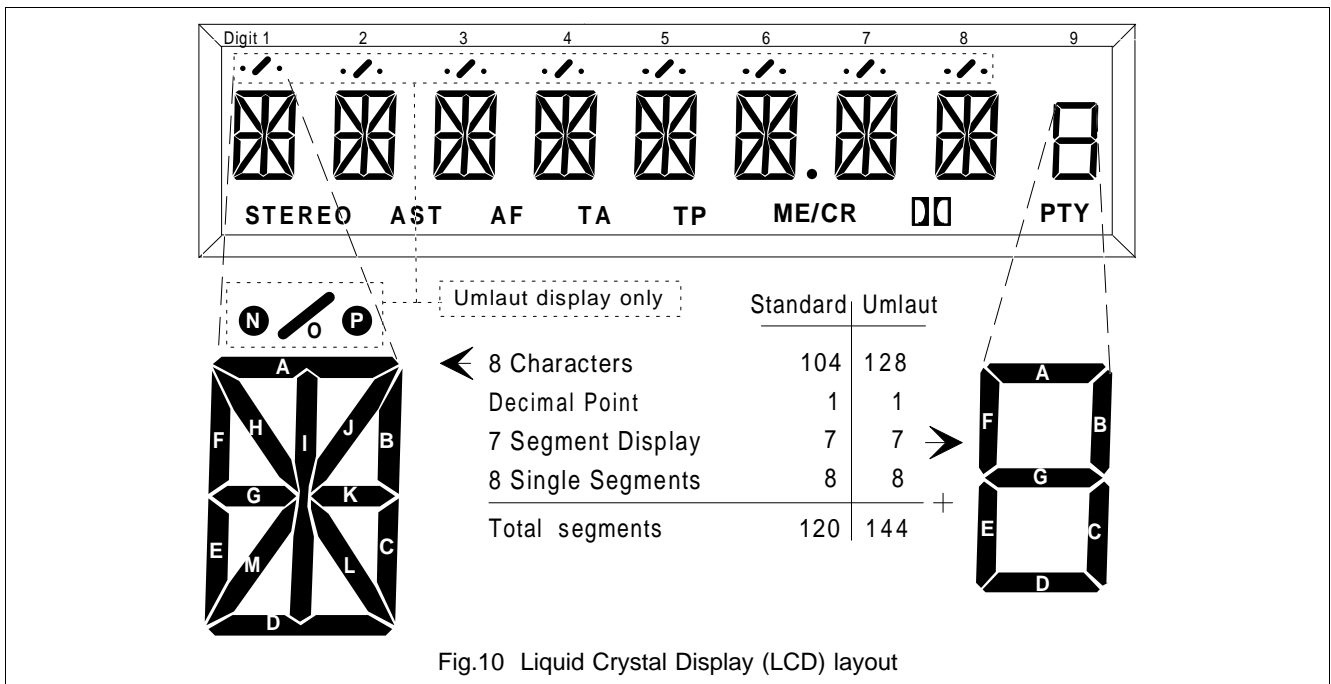 Digit 1 2 3 4 5 6 7 8 9
STEREO AST AF TA TP ME/CR PTY
N O P
Umlaut display only
Standard Umlaut
8 Characters 104 128
Decimal Point 1 1
7 Segment Display 7 7
8 Single Segments 8 8
+
Total segments 120 144
A
H I J
F B
G K
E M L C
D
A
F B
G
E C
D
Fig.10 Liquid Crystal Display (LCD) layout